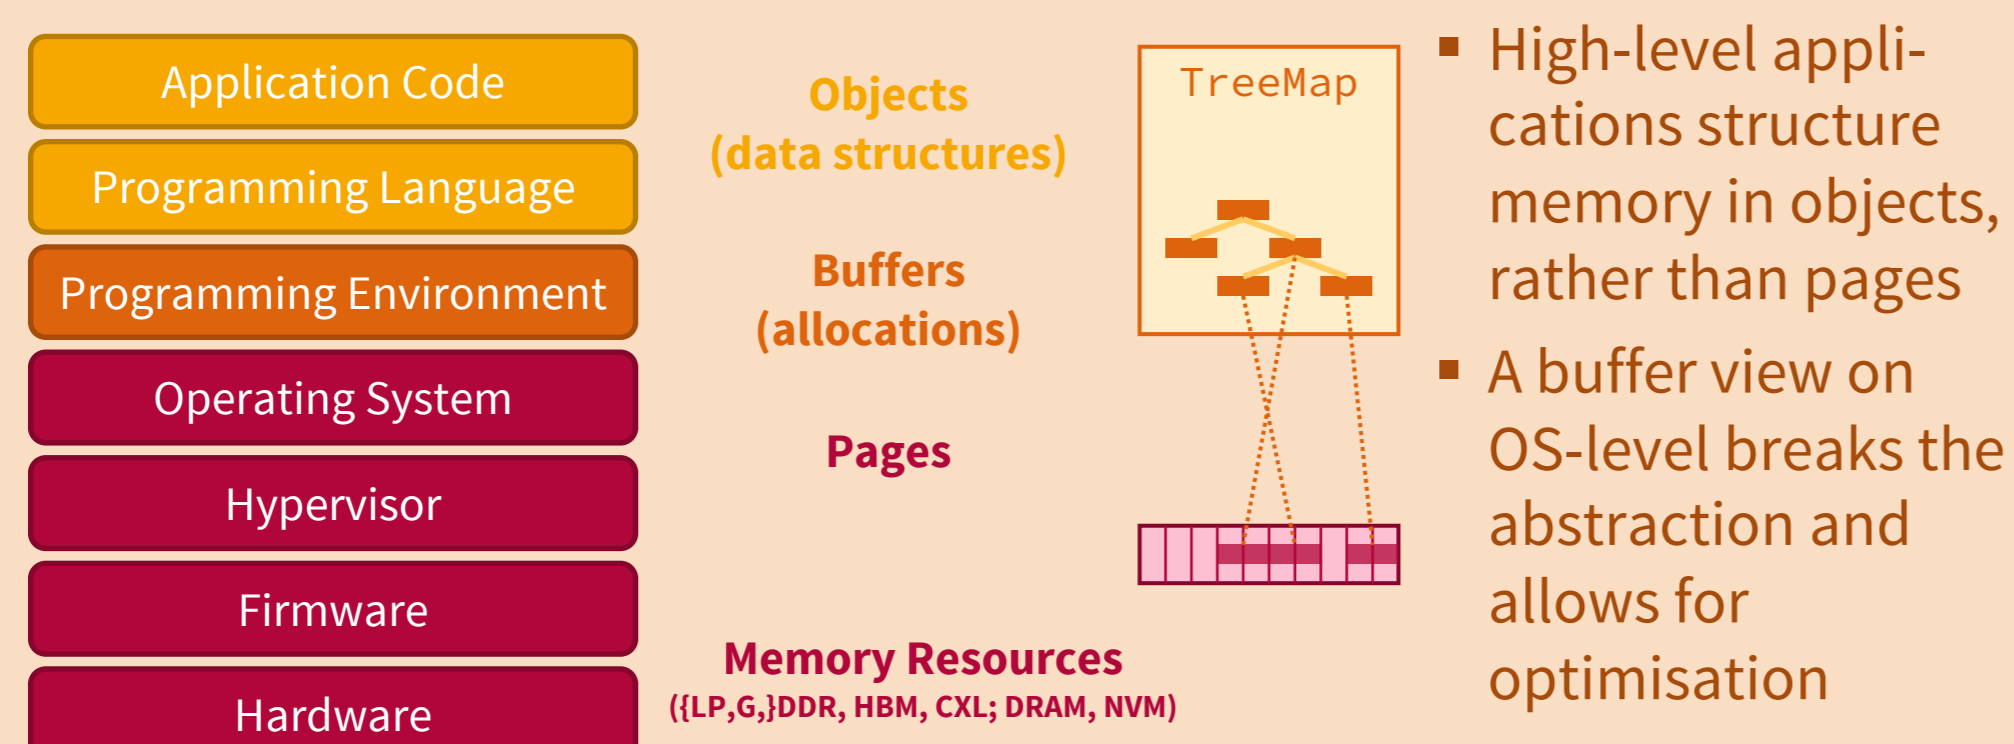 Application Code
Programming Language
Programming Environment
Operating System
Hypervisor
Firmware
Hardware
Objects
(data structures)
Buffers
(allocations)
Pages
Memory Resources
({LP,G,}DDR, HBM, CXL; DRAM, NVM)
TreeMap
High-level appli-
cations structure
memory in objects,
rather than pages
A buffer view on
OS-level breaks the
abstraction and
allows for
optimisation